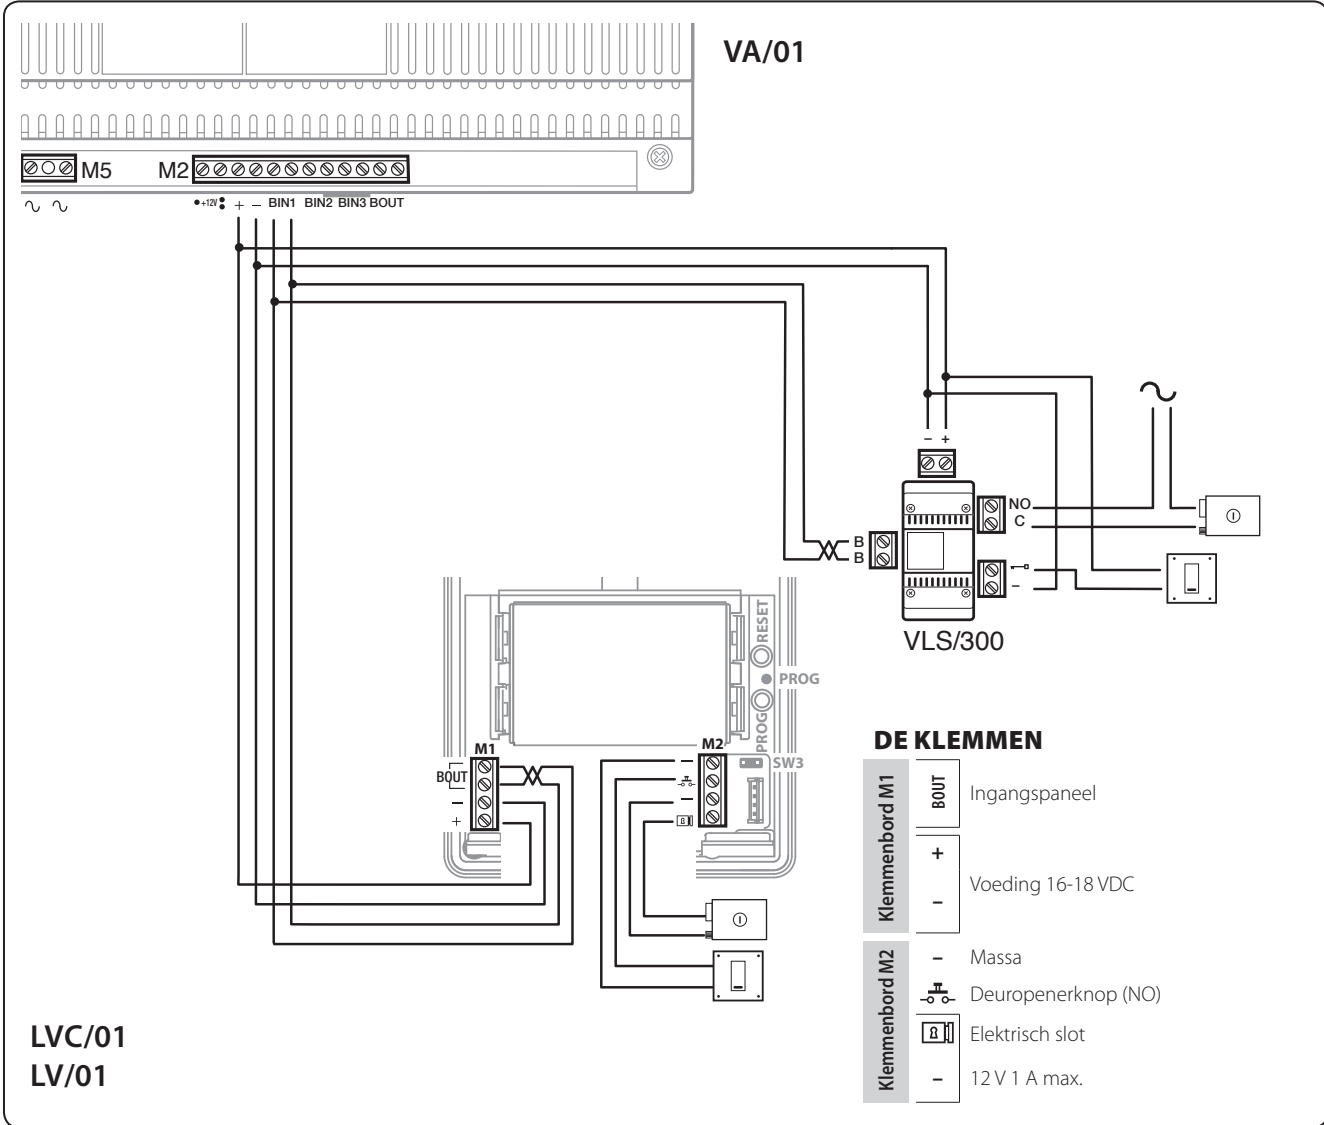 VA/01
M5 M2
+12V + – BIN1 BIN2 BIN3 BOUT
– +
NO
C
B
B
–
VLS/300
RESET
PROG
PROG
M1
BOUT
–
+
M2
–
–
SW3
DE KLEMMEN
Klemmenbord M1
BOUT Ingangspaneel
+
– Voeding 16-18 VDC
Klemmenbord M2
– Massa
Deuropenerknop (NO)
Elektrisch slot
– 12 V 1 A max.
LVC/01
LV/01